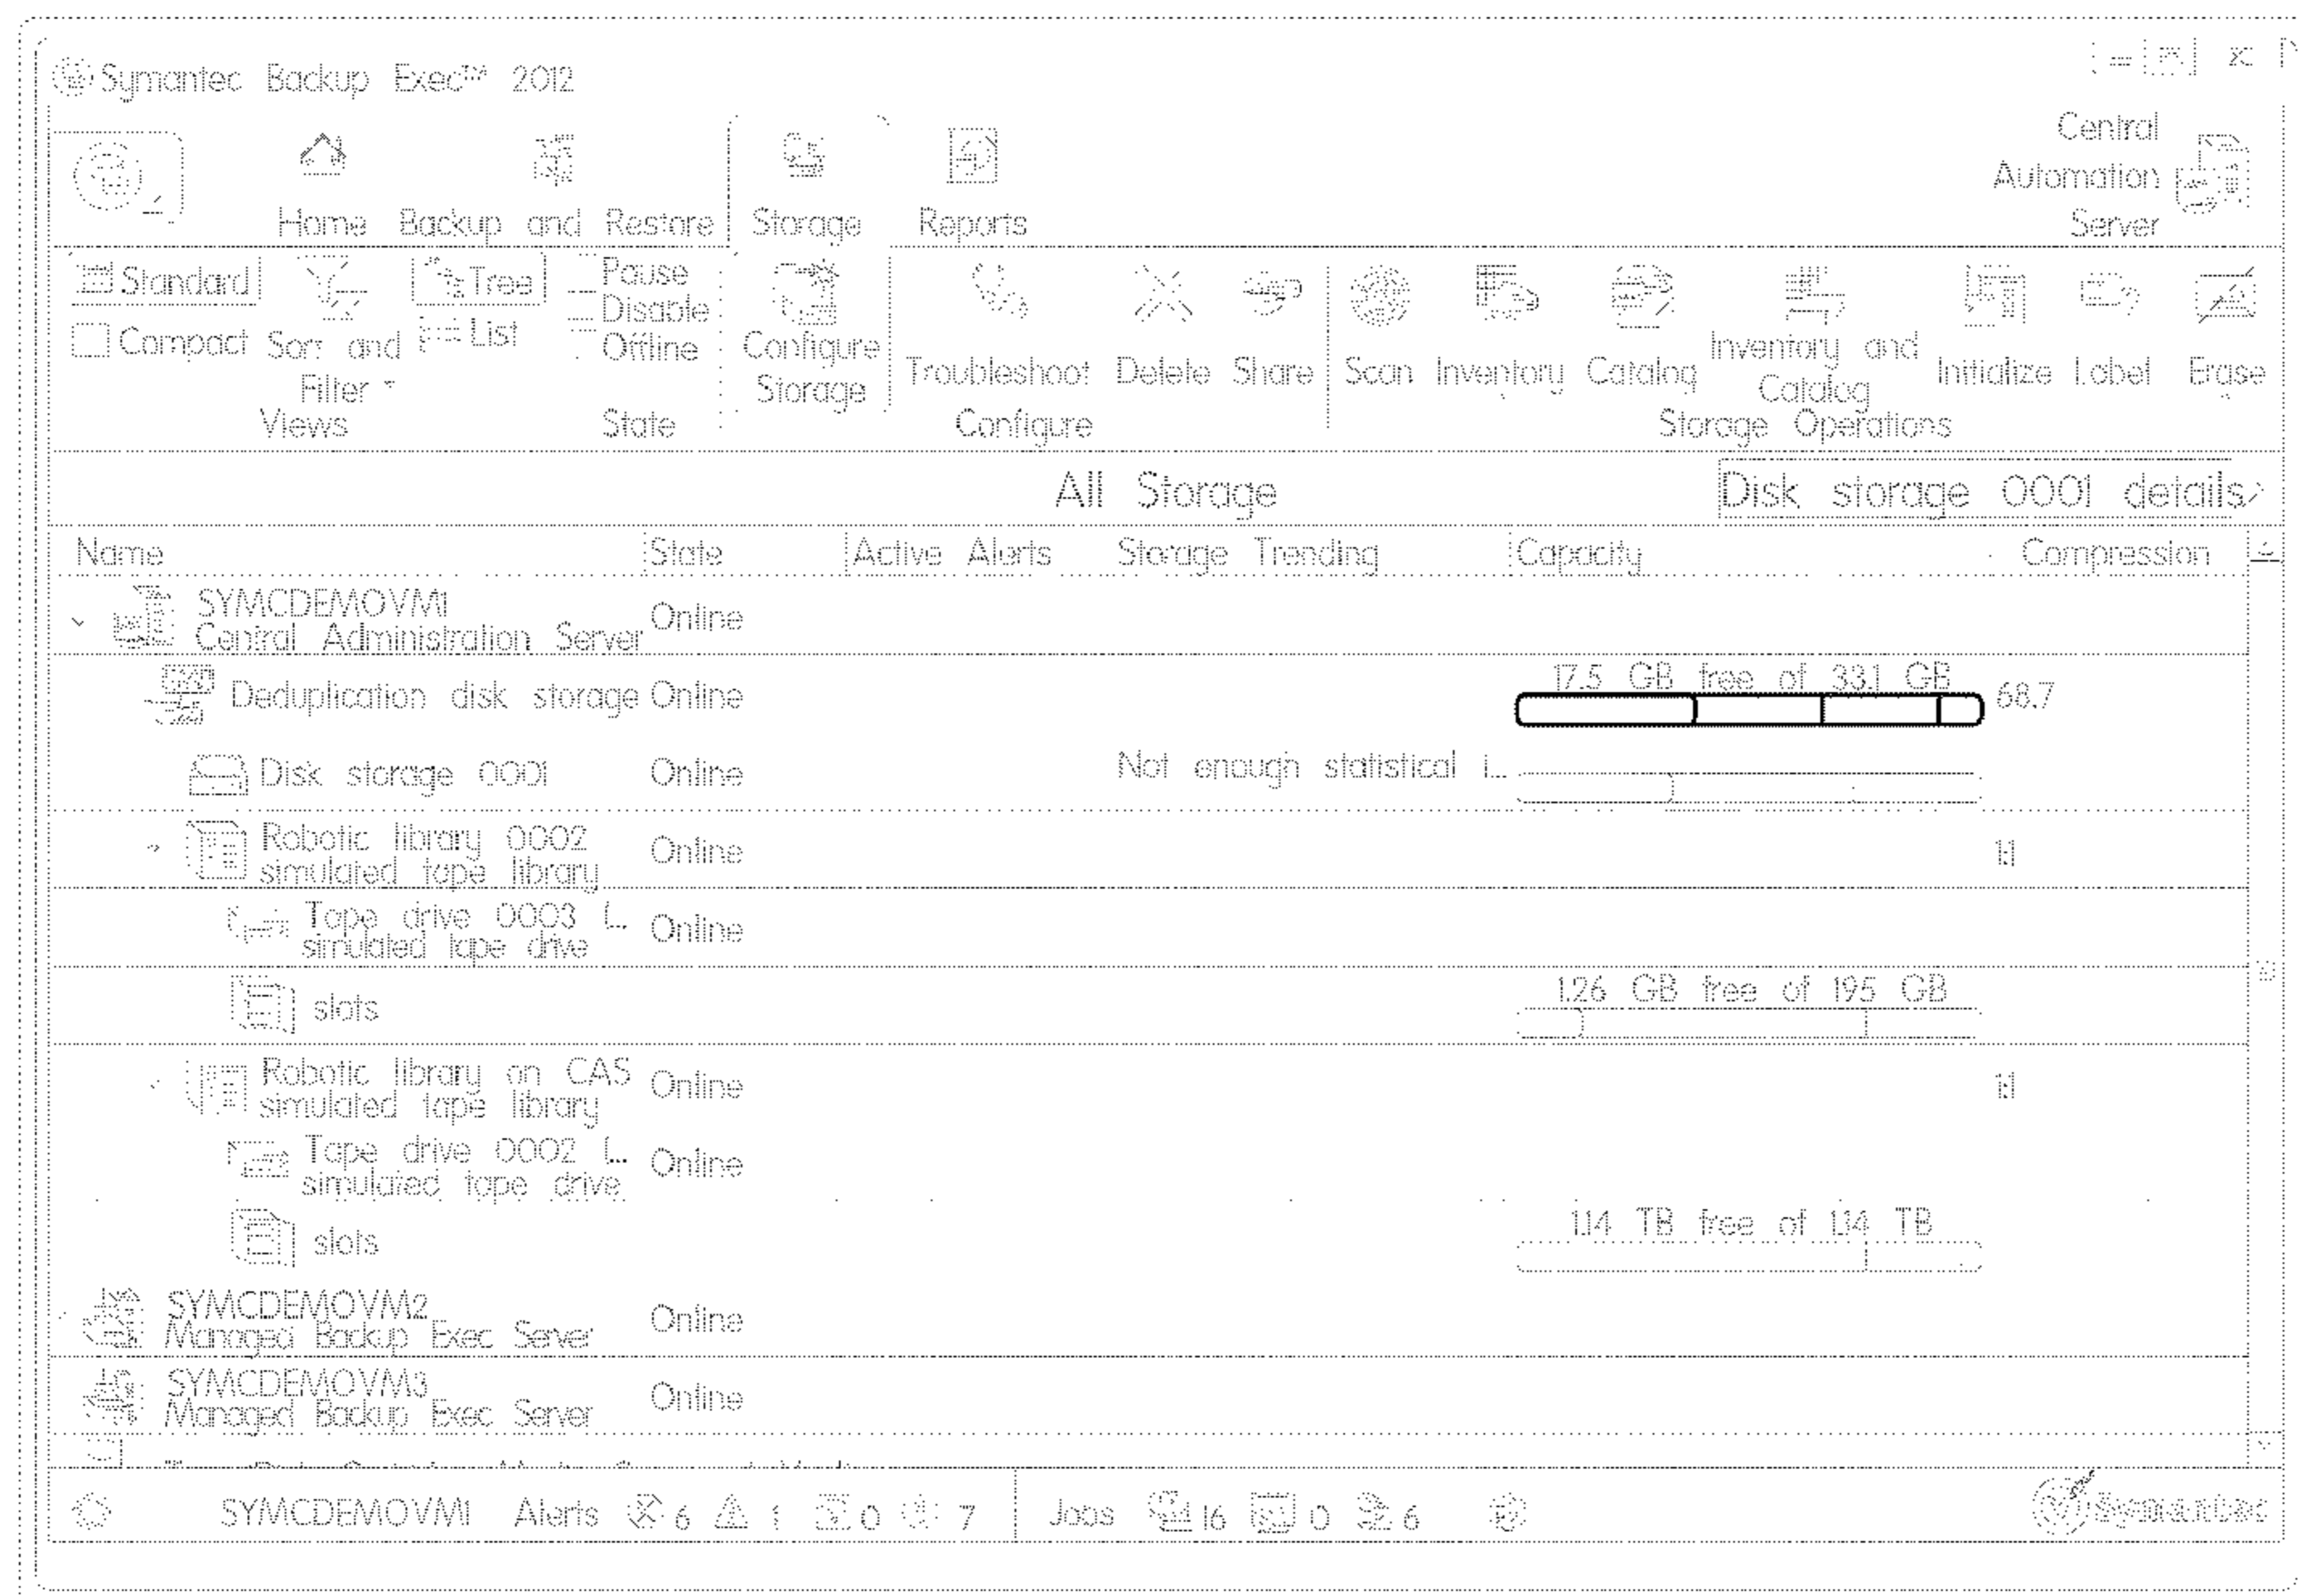 Symantec Backup Exec™ 2012
Central
Automation
Server
Home Backup and Restore Storage Reports
Standard Tree Pause
Disable
Compact Sort and List Offline Configure Troubleshoot Delete Share Scan Inventory Catalog Inventory and Initialize Label Erase
Filter Storage Catalog
Views State Configure Storage Operations
All Storage Disk storage 0001 details
Name State Active Alerts Storage Trending Capacity Compression
SYMCDEMOVM1 Online
Central Administration Server
Deduplication disk storage Online 17.5 GB free of 33.1 GB 68.7
Disk storage 0001 Online Not enough statistical i...
Robotic library 0002 Online 1:1
simulated tape library
Tape drive 0003 (... Online
simulated tape drive
slots 1.26 GB free of 195 GB
Robotic library on CAS Online 1:1
simulated tape library
Tape drive 0002 (... Online
simulated tape drive
slots 1.14 TB free of 1.14 TB
SYMCDEMOVM2 Online
Managed Backup Exec Server
SYMCDEMOVM3 Online
Managed Backup Exec Server
SYMCDEMOVM1 Alerts 6 1 0 7 Jobs 16 0 6 Symantec